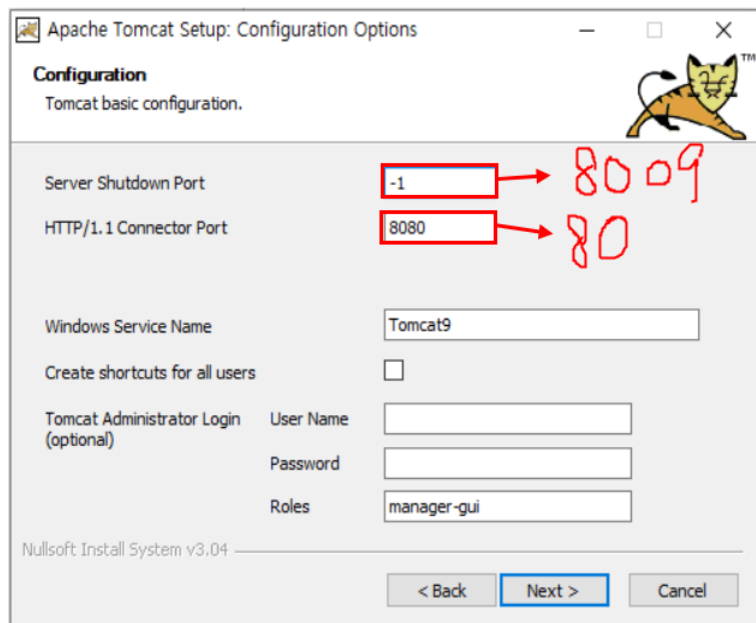 Apache Tomcat Setup: Configuration Options
Configuration
Tomcat basic configuration.
TM
Server Shutdown Port -1 8009
HTTP/1.1 Connector Port 8080 80
Windows Service Name Tomcat9
Create shortcuts for all users
Tomcat Administrator Login User Name
(optional)
Password
Roles manager-gui
Nullsoft Install System v3.04
< Back Next > Cancel